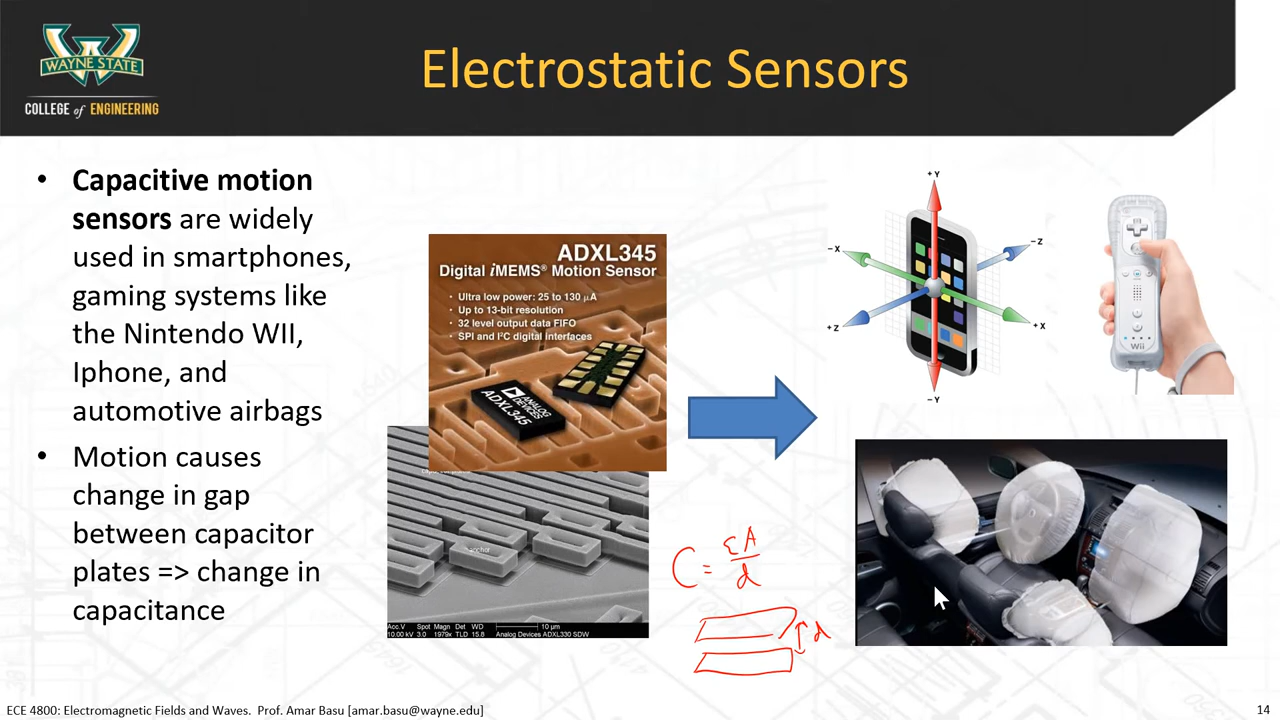 WAYNE STATE
COLLEGE of ENGINEERING
Electrostatic Sensors
• Capacitive motion
sensors are widely
used in smartphones,
gaming systems like
the Nintendo WII,
Iphone, and
automotive airbags
• Motion causes
change in gap
between capacitor
plates => change in
capacitance
ADXL345
Digital iMEMS® Motion Sensor
• Ultra low power: 25 to 130 µA
• Up to 13-bit resolution
• 32 level output data FIFO
• SPI and I²C digital interfaces
ANALOG
DEVICES
ADXL345
anchor
Acc.V Spot Magn Det WD 10 µm
10.00 kV 3.0 1979x TLD 15.8 Analog Devices ADXL330 SDW
+Y
-X
-Z
+Z
+X
-Y
Wii
C = εA/d
d
ECE 4800: Electromagnetic Fields and Waves. Prof. Amar Basu [amar.basu@wayne.edu]
14